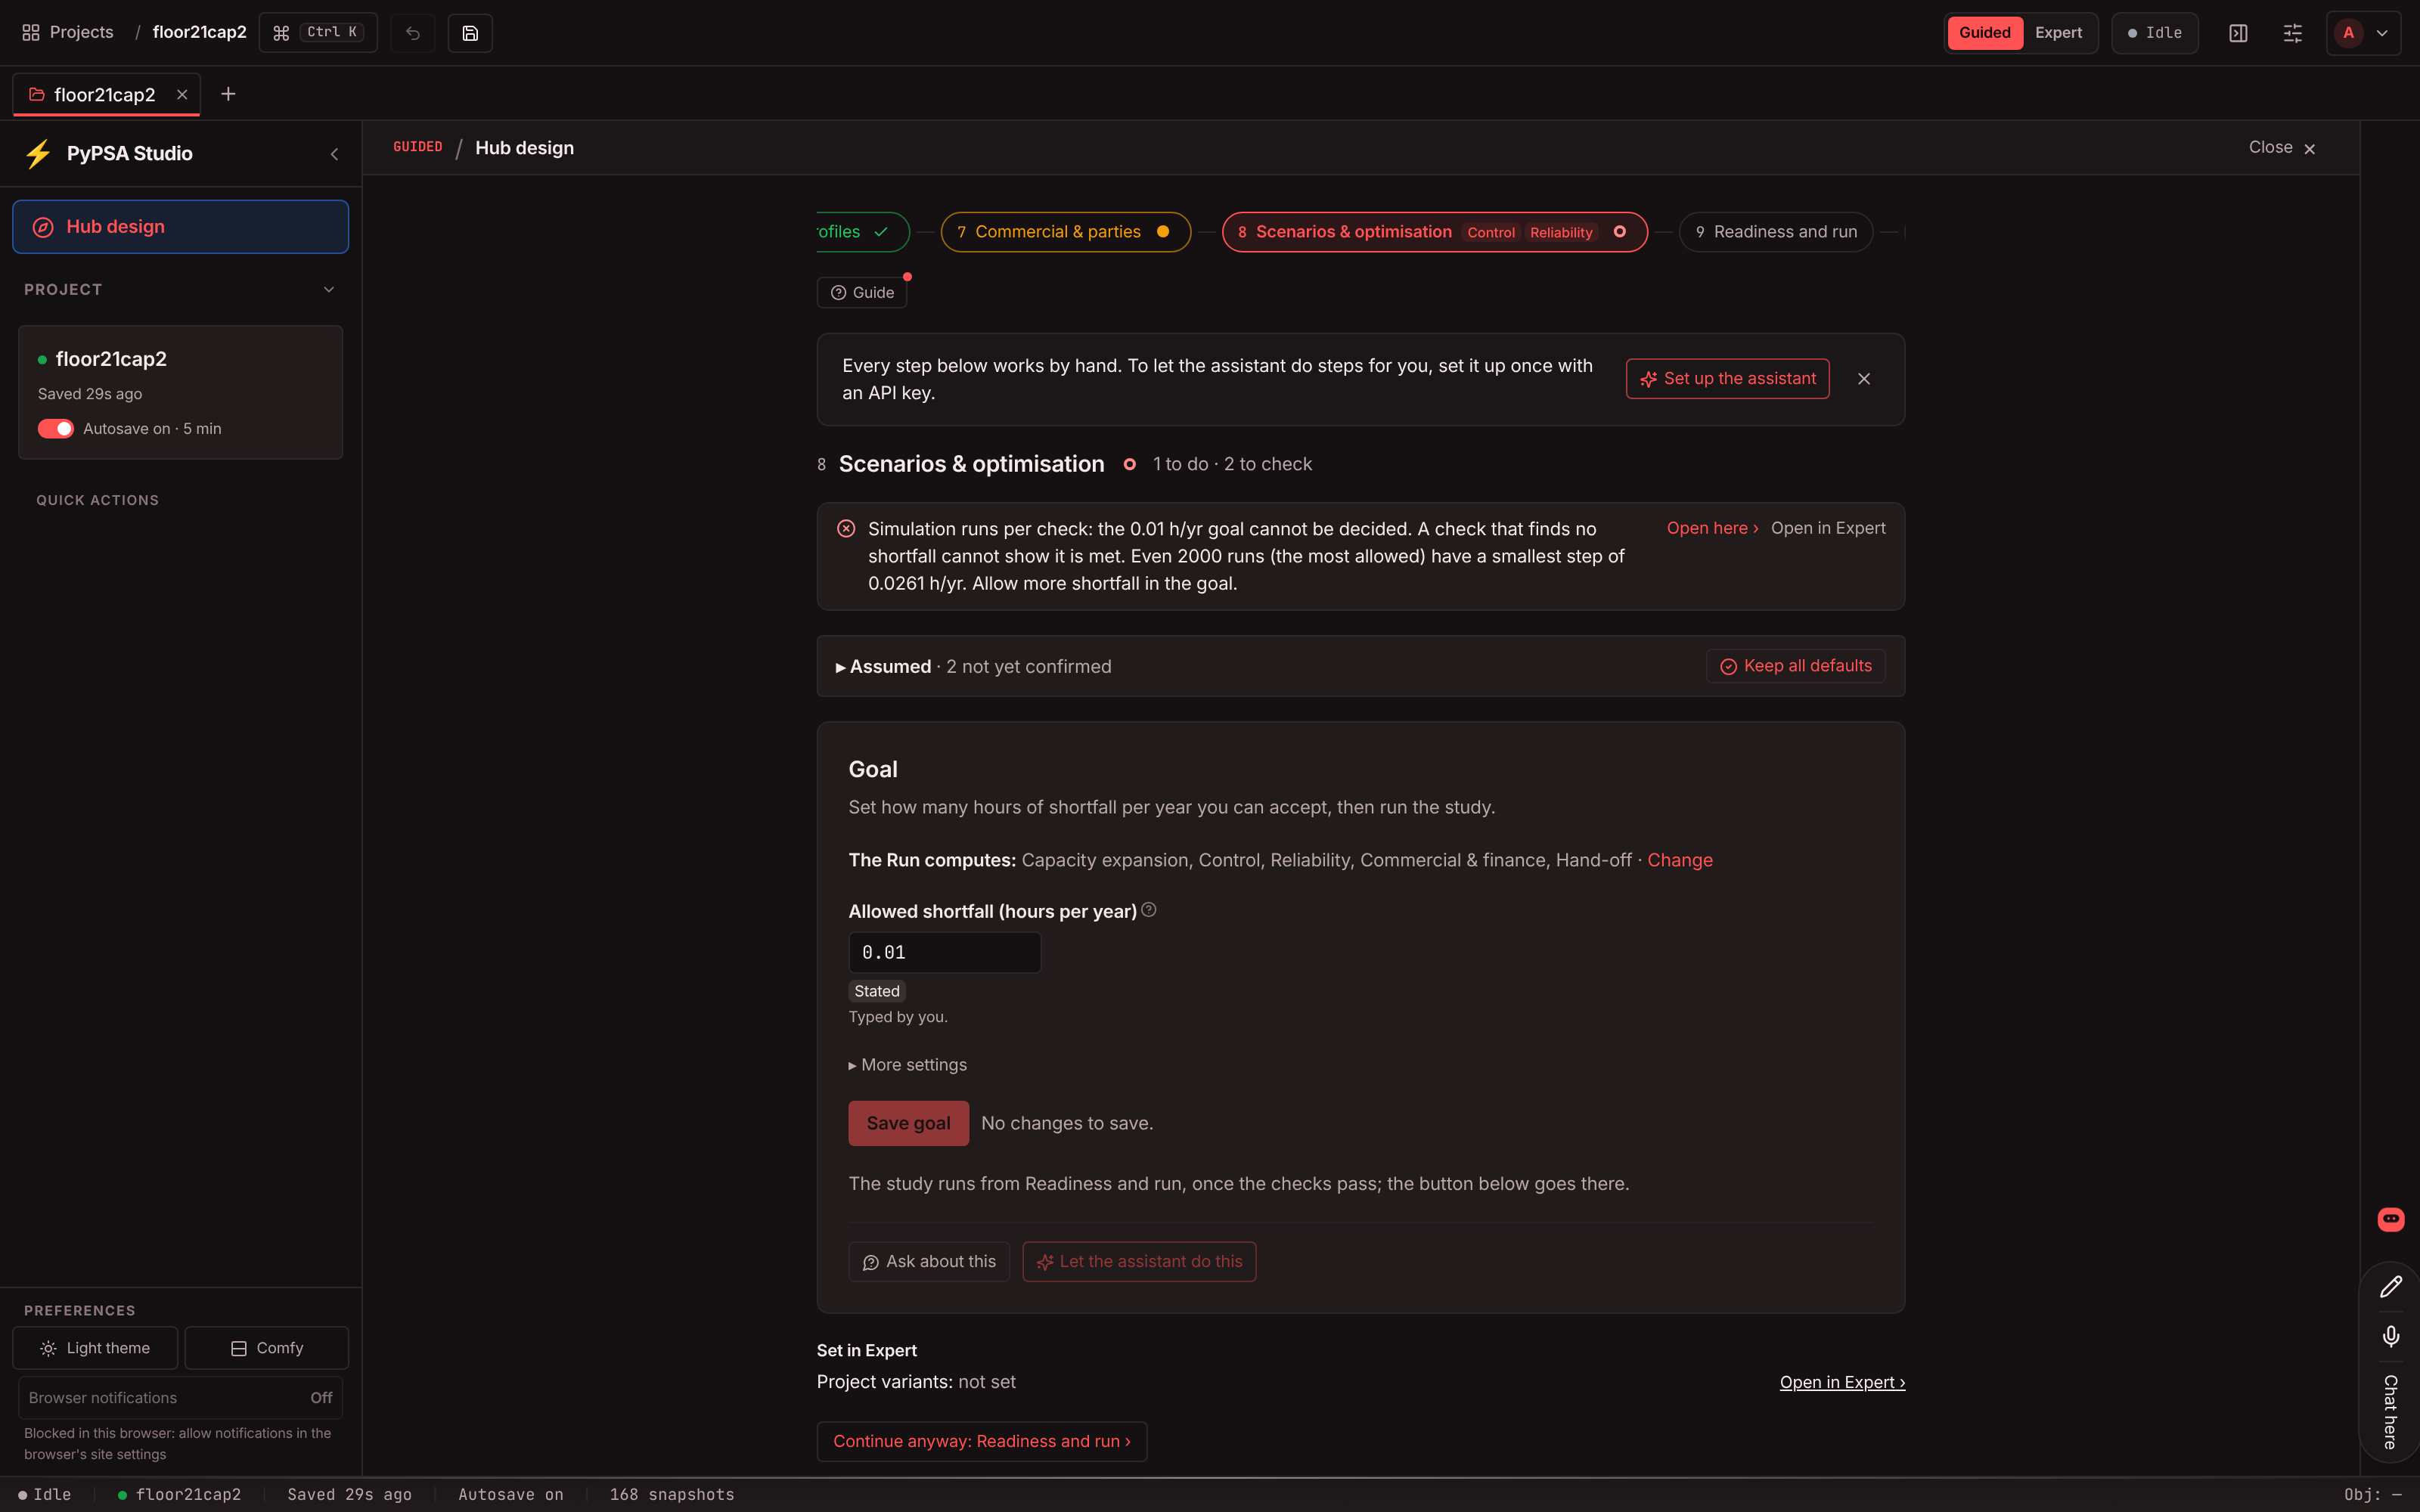 Projects / floor21cap2 Ctrl K
Guided Expert Idle A
floor21cap2
PyPSA Studio
GUIDED / Hub design Close
Hub design
PROJECT
floor21cap2
Saved 29s ago
Autosave on · 5 min
QUICK ACTIONS
ofiles
7 Commercial & parties
8 Scenarios & optimisation Control Reliability
9 Readiness and run
Guide
Every step below works by hand. To let the assistant do steps for you, set it up once with
an API key.
Set up the assistant
8 Scenarios & optimisation 1 to do · 2 to check
Simulation runs per check: the 0.01 h/yr goal cannot be decided. A check that finds no
shortfall cannot show it is met. Even 2000 runs (the most allowed) have a smallest step of
0.0261 h/yr. Allow more shortfall in the goal.
Open here › Open in Expert
▸ Assumed · 2 not yet confirmed
Keep all defaults
Goal
Set how many hours of shortfall per year you can accept, then run the study.
The Run computes: Capacity expansion, Control, Reliability, Commercial & finance, Hand-off · Change
Allowed shortfall (hours per year)
0.01
Stated
Typed by you.
▸ More settings
Save goal No changes to save.
The study runs from Readiness and run, once the checks pass; the button below goes there.
Ask about this Let the assistant do this
Set in Expert
Project variants: not set Open in Expert ›
Continue anyway: Readiness and run ›
PREFERENCES
Light theme Comfy
Browser notifications Off
Blocked in this browser: allow notifications in the
browser's site settings
Chat here
Idle floor21cap2 Saved 29s ago Autosave on 168 snapshots Obj: —